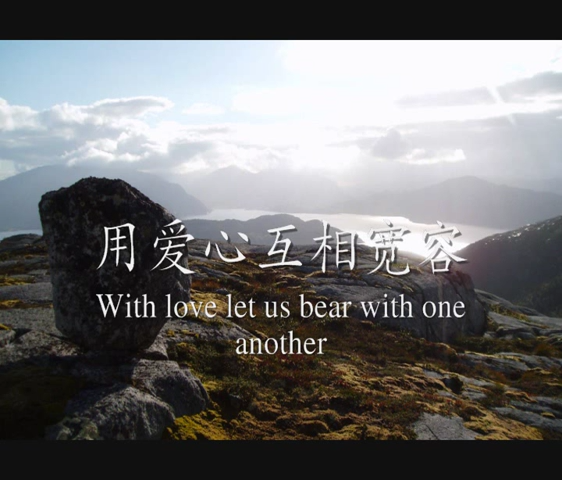 用爱心互相宽容
With love let us bear with one
another